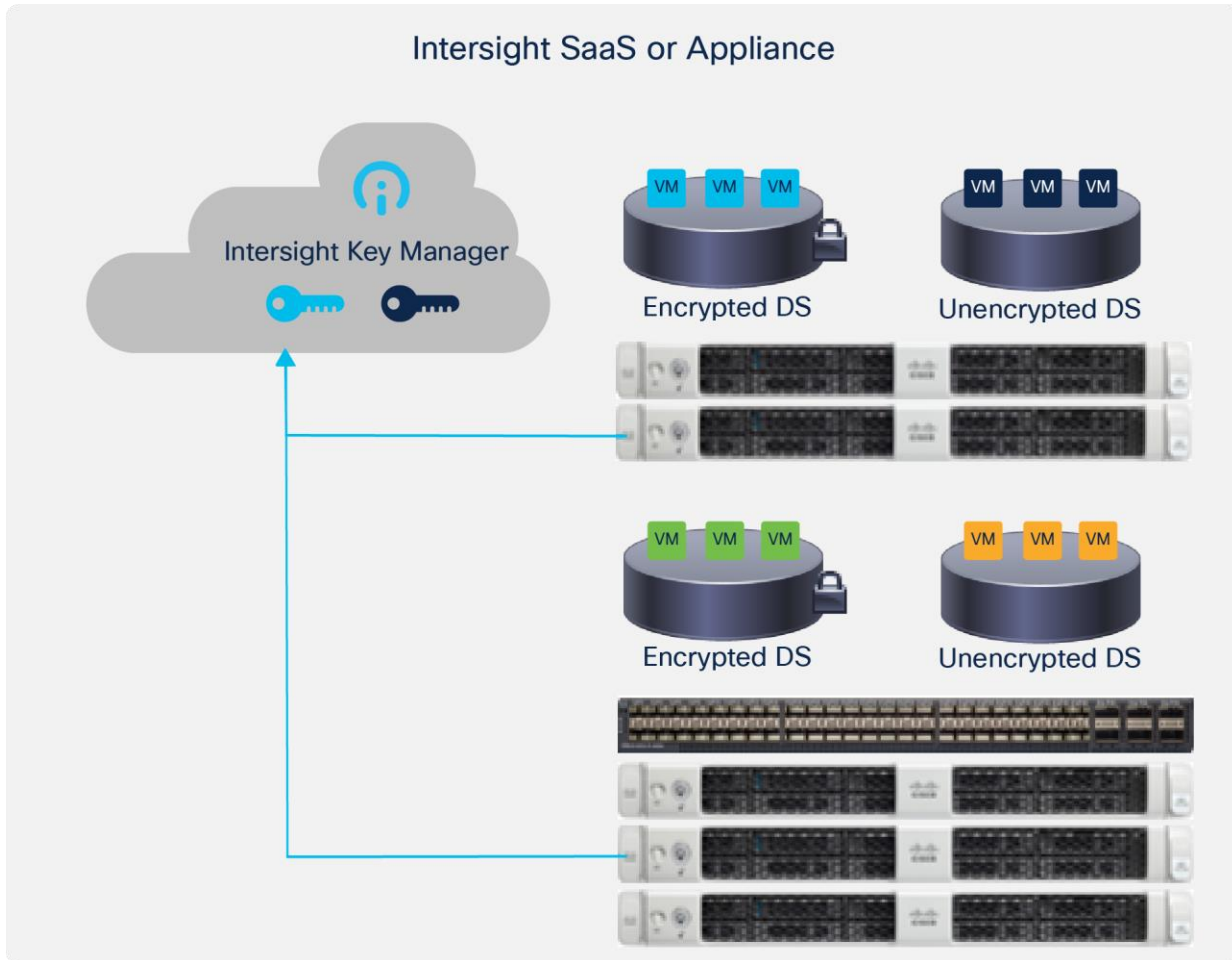 Intersight SaaS or Appliance
Intersight Key Manager
VM VM VM
VM VM VM
Encrypted DS
Unencrypted DS
VM VM VM
VM VM VM
Encrypted DS
Unencrypted DS